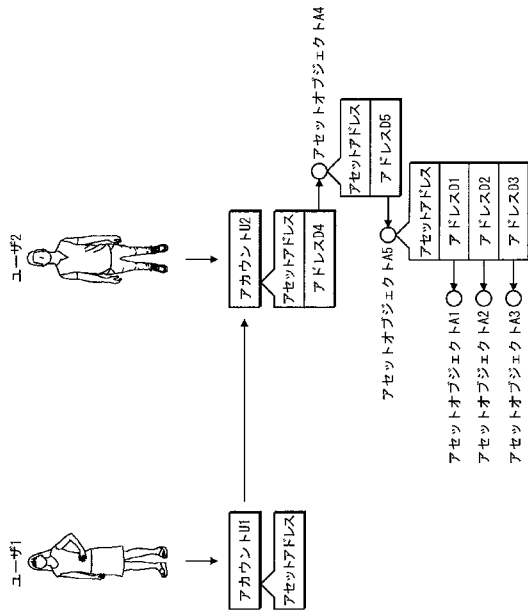 ユーザ1
ユーザ2
アカウントU1
アセットアドレス
アカウントU2
アセットアドレス
アドレスD4
アセットオブジェクトA4
アセットアドレス
アドレスD5
アセットオブジェクトA5
アセットアドレス
アドレスD1
アドレスD2
アドレスD3
アセットオブジェクトA1
アセットオブジェクトA2
アセットオブジェクトA3